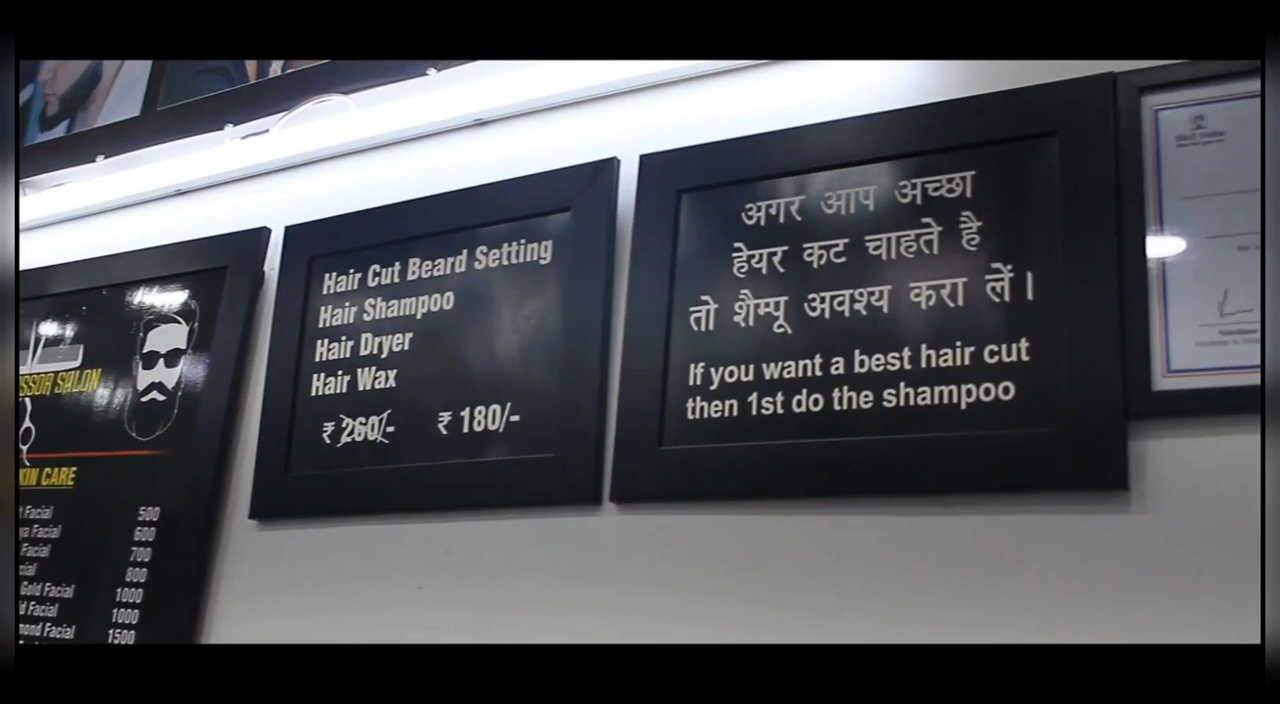 SSOR SALON
KIN CARE
Facial 500
Facial 600
Facial 700
800
Gold Facial 1000
Facial 1000
Facial 1500
Hair Cut Beard Setting
Hair Shampoo
Hair Dryer
Hair Wax
₹ 260/- ₹ 180/-
अगर आप अच्छा
हेयर कट चाहते है
तो शैम्पू अवश्य करा लें।
If you want a best hair cut
then 1st do the shampoo